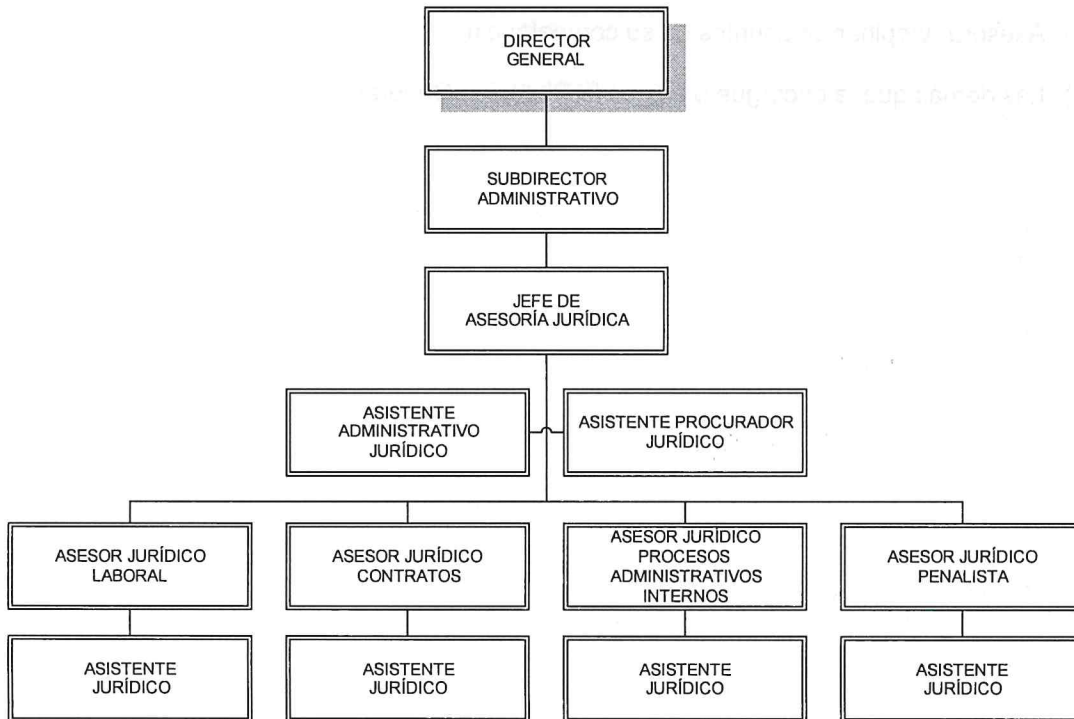 DIRECTOR
GENERAL
SUBDIRECTOR
ADMINISTRATIVO
JEFE DE
ASESORÍA JURÍDICA
ASISTENTE
ADMINISTRATIVO
JURÍDICO
ASISTENTE PROCURADOR
JURÍDICO
ASESOR JURÍDICO
LABORAL
ASESOR JURÍDICO
CONTRATOS
ASESOR JURÍDICO
PROCESOS
ADMINISTRATIVOS
INTERNOS
ASESOR JURÍDICO
PENALISTA
ASISTENTE
JURÍDICO
ASISTENTE
JURÍDICO
ASISTENTE
JURÍDICO
ASISTENTE
JURÍDICO